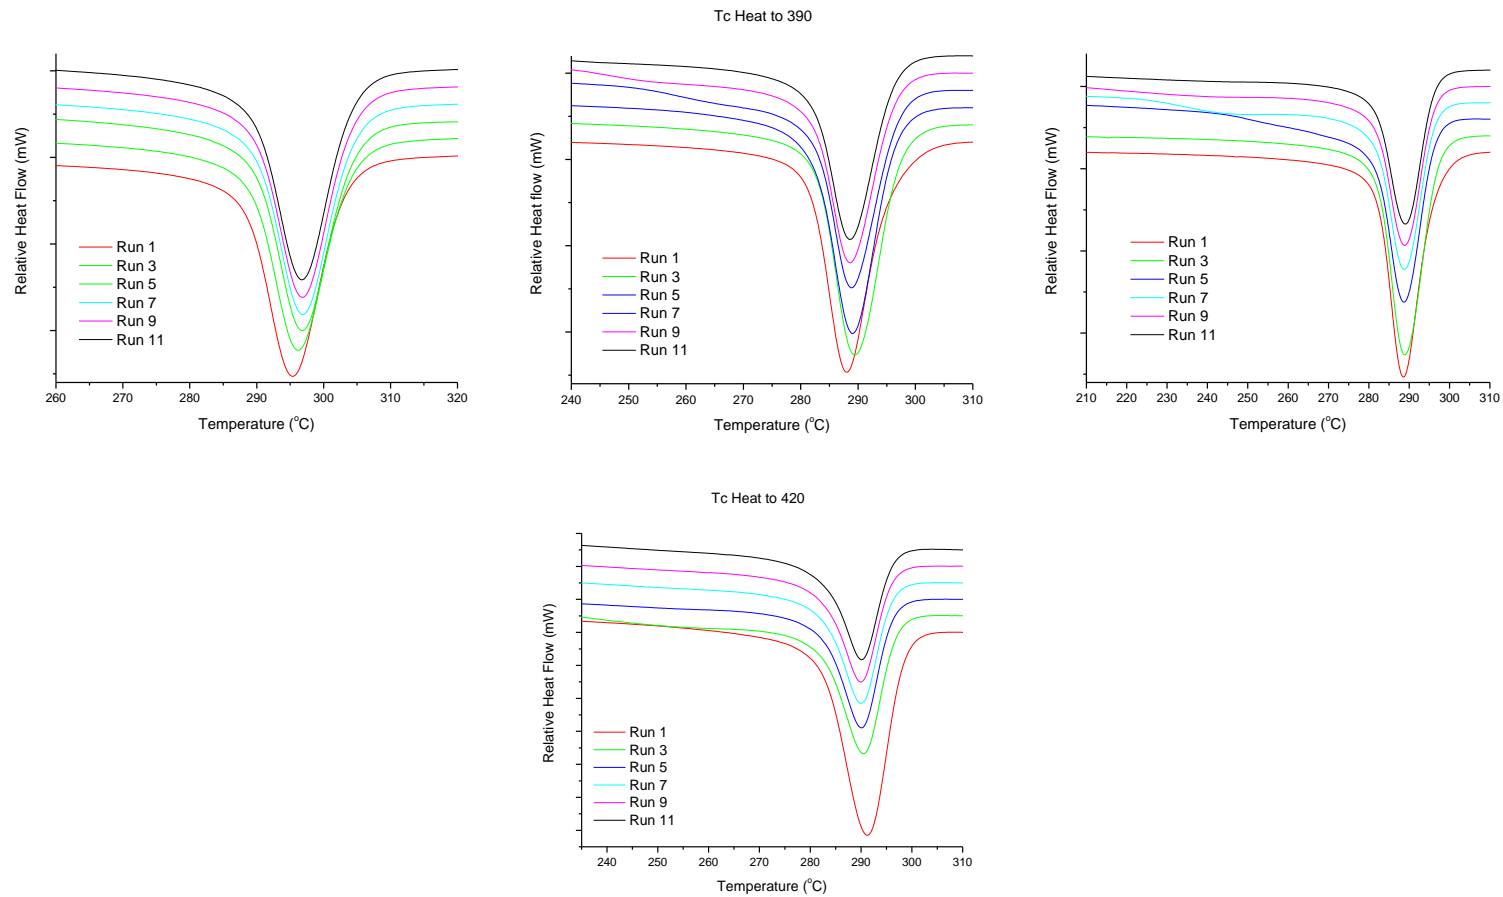 Tc Heat to 390
Relative Heat Flow (mW)
Run 1
Run 3
Run 5
Run 7
Run 9
Run 11
260 270 280 290 300 310 320
Temperature (°C)
Relative Heat flow (mW)
Run 1
Run 3
Run 5
Run 7
Run 9
Run 11
240 250 260 270 280 290 300 310
Temperature (°C)
Relative Heat Flow (mW)
Run 1
Run 3
Run 5
Run 7
Run 9
Run 11
210 220 230 240 250 260 270 280 290 300 310
Temperature (°C)
Tc Heat to 420
Relative Heat Flow (mW)
Run 1
Run 3
Run 5
Run 7
Run 9
Run 11
240 250 260 270 280 290 300 310
Temperature (°C)